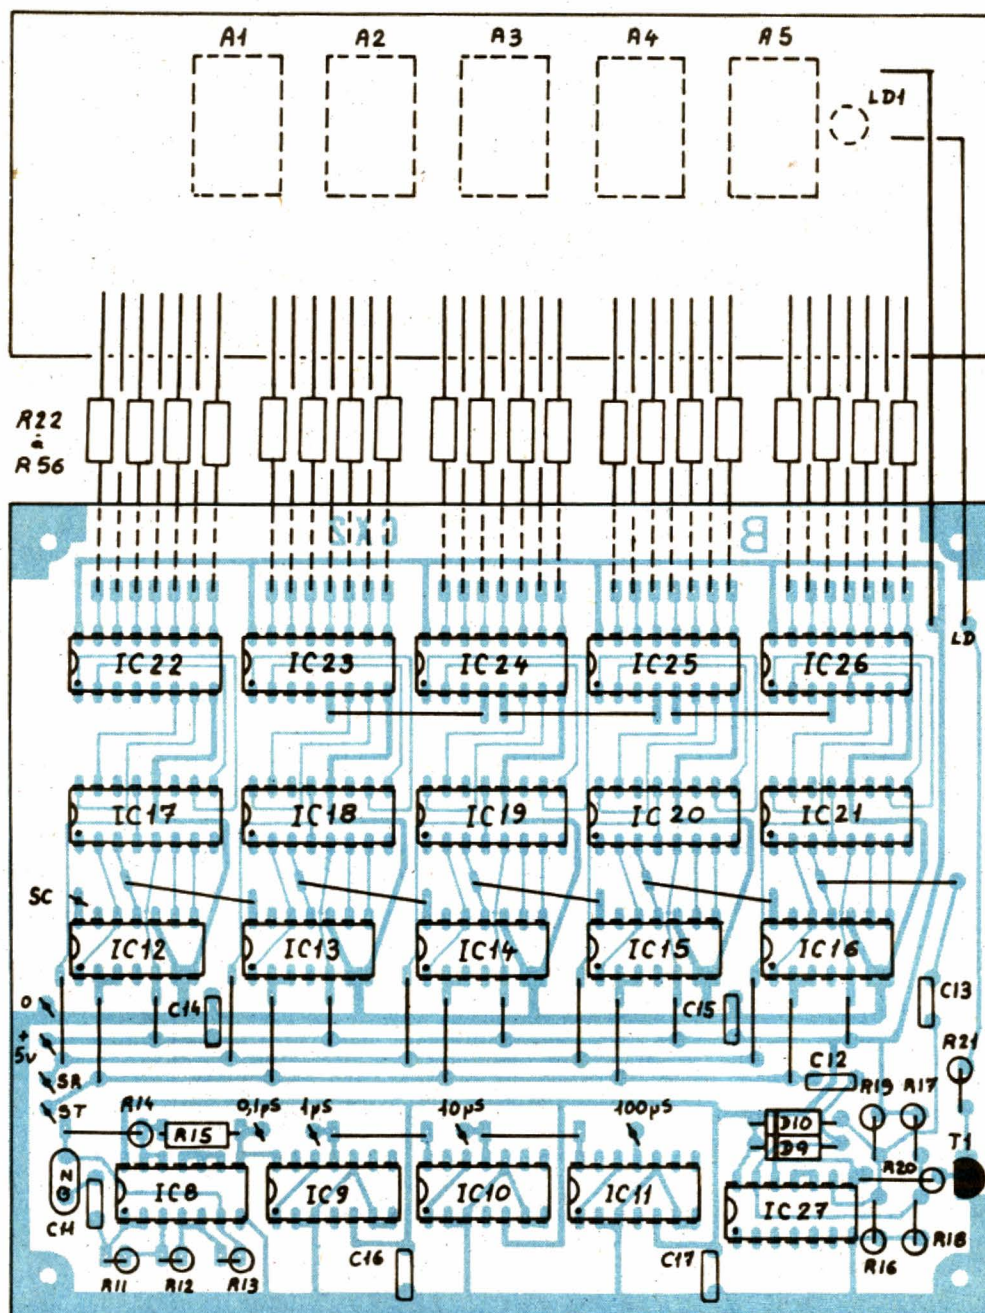 A1 A2 A3 A4 A5
LD1
R22
à
R56
CX2 B
LD
IC22 IC23 IC24 IC25 IC26
IC17 IC18 IC19 IC20 IC21
SC
IC12 IC13 IC14 IC15 IC16
0 C14 C15 C13
+
5v
R21
C12
SR
R19 R17
ST R14 0,1µS 1µS 10µS 100µS
R15 D10
D9 T1
R20
QZ IC8 IC9 IC10 IC11 IC27
C11
R18
C16 C17 R16
R11 R12 R13